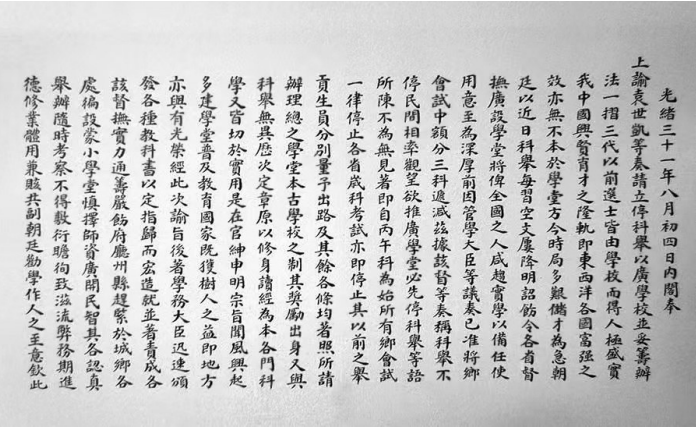 光緒三十一年八月初四日內閣奉
上諭袁世凱等奏請立停科舉以廣學校並妥籌辦
法一摺三代以前選士皆由學校而得人極盛實
我中國興賢育才之隆軌即東西洋各國富強之
效亦無不本於學堂方今時局多艱儲才為急朝
廷以近日科舉每習空文屢降明詔飭令各省督
撫廣設學堂將俾全國之人咸趨實學以備任使
用意至為深厚前因管學大臣等議奏已准將鄉
會試中額分三科遞減茲據該督等奏稱科舉不
停民間相率觀望欲推廣學堂必先停科舉等語
所陳不為無見著即自丙午科為始所有鄉會試
一律停止各省歲科考試亦即停止其以前之舉
貢生員分別量予出路及其餘各條均著照所請
辦理總之學堂本古學校之制其獎勵出身又與
科舉無異歷次定章原以修身讀經為本各門科
學又皆切於實用是在官紳申明宗旨聞風興起
多建學堂普及教育國家既獲樹人之益即地方
亦與有光榮經此次諭旨後著學務大臣迅速頒
發各種教科書以定指歸而宏造就並著責成各
該督撫實力通籌嚴飭府廳州縣趕緊於城鄉各
處徧設蒙小學堂慎擇師資廣開民智其各認真
舉辦隨時考察不得敷衍瞻徇致滋流弊務期進
德修業體用兼賅共副朝廷勸學作人之至意欽此